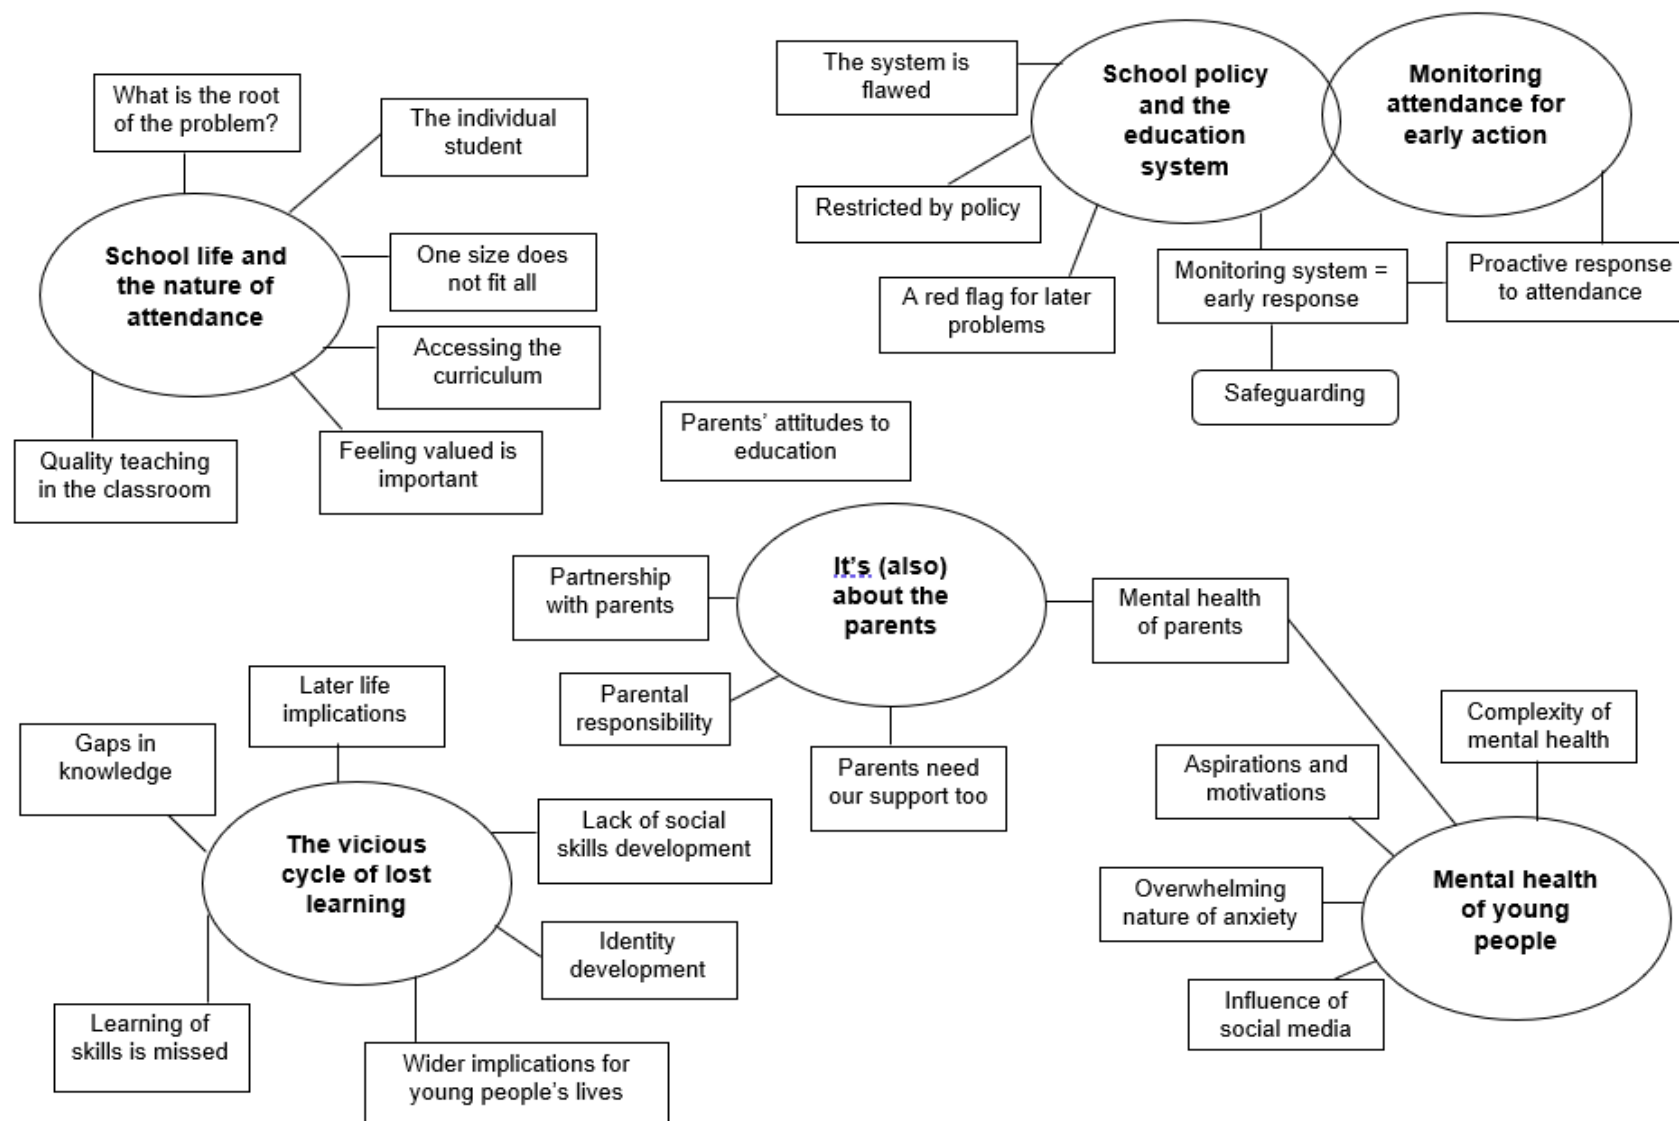 What is the root
of the problem?
The individual
student
School life and
the nature of
attendance
One size does
not fit all
Accessing the
curriculum
Feeling valued is
important
Quality teaching
in the classroom
The system is
flawed
School policy
and the
education
system
Monitoring
attendance for
early action
Restricted by policy
A red flag for later
problems
Monitoring system =
early response
Proactive response
to attendance
Safeguarding
Parents’ attitudes to
education
It’s (also)
about the
parents
Partnership
with parents
Parental
responsibility
Parents need
our support too
Mental health
of parents
Later life
implications
Gaps in
knowledge
The vicious
cycle of lost
learning
Lack of social
skills development
Identity
development
Learning of
skills is missed
Wider implications for
young people’s lives
Complexity of
mental health
Aspirations and
motivations
Overwhelming
nature of anxiety
Mental health
of young
people
Influence of
social media